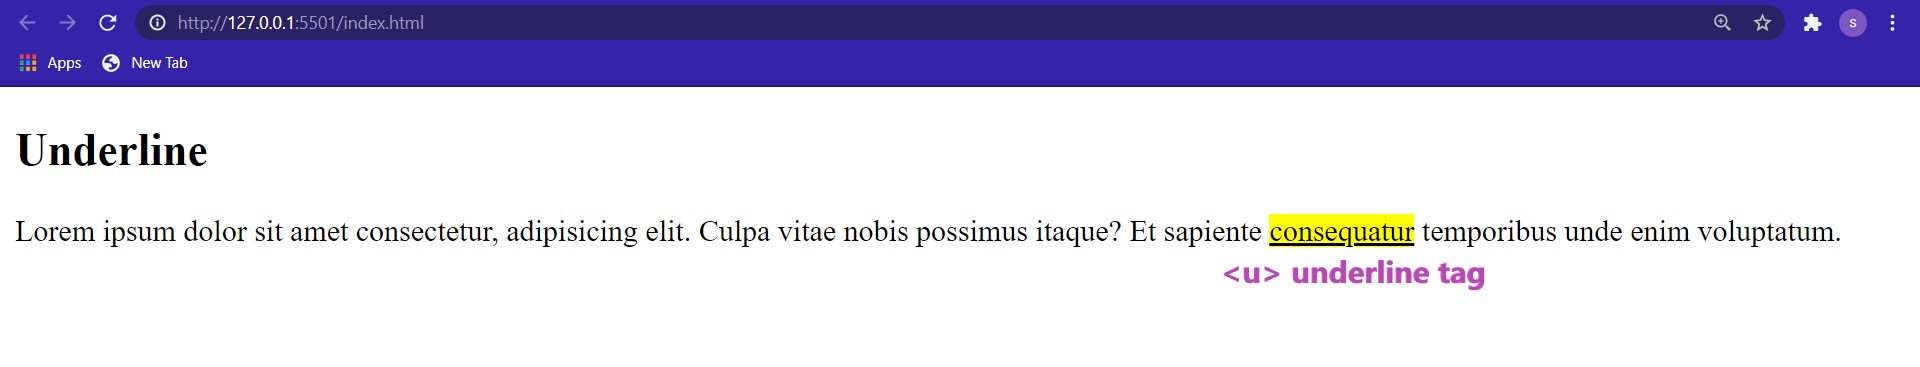 http://127.0.0.1:5501/index.html
s
Apps
New Tab
Underline
Lorem ipsum dolor sit amet consectetur, adipisicing elit. Culpa vitae nobis possimus itaque? Et sapiente consequatur temporibus unde enim voluptatum.
<u> underline tag